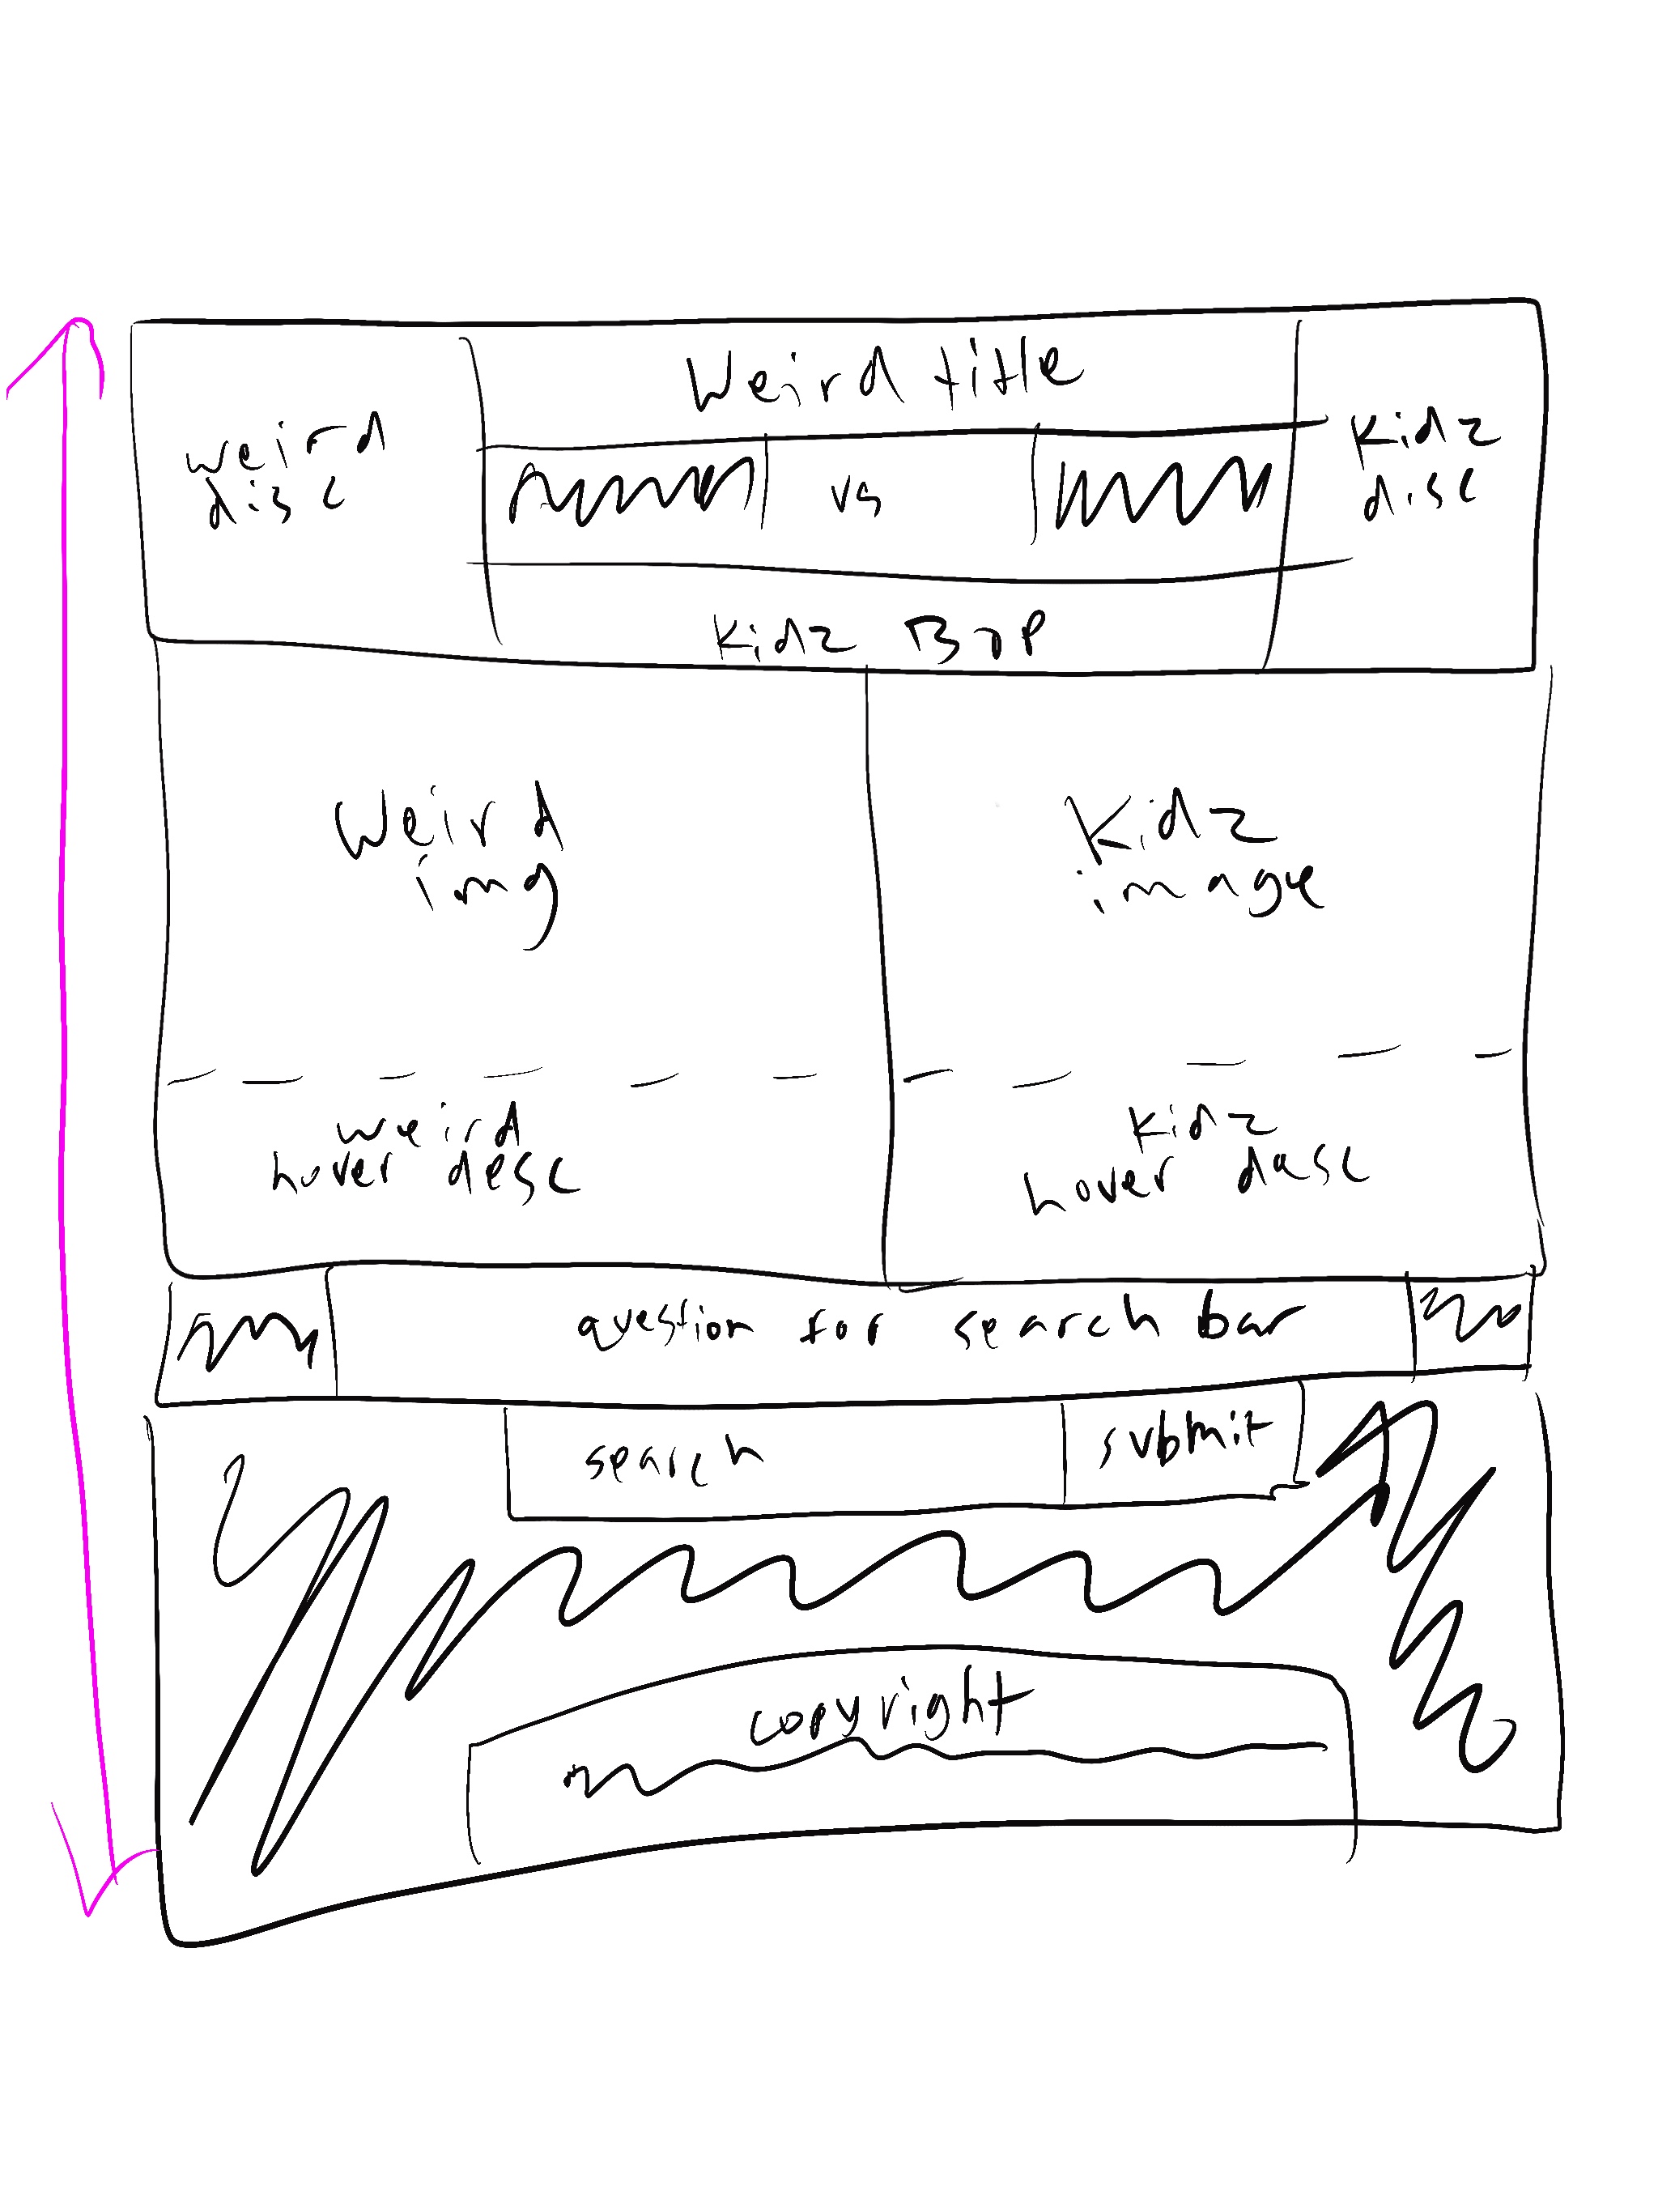 weird
disc
Weird title
vs
Kidz Bop
Kidz
disc
Weird
img
Kidz
image
weird
hover desc
kidz
hover desc
question for search bar
search
submit
copyright